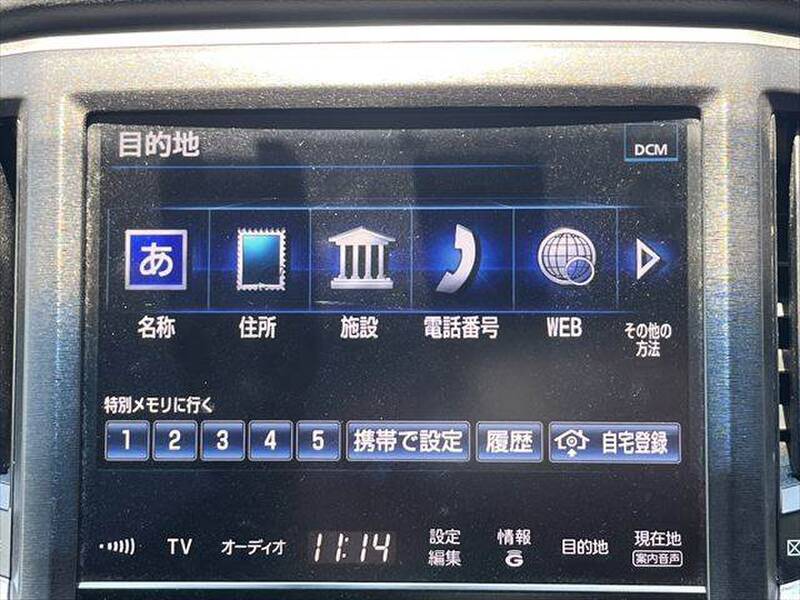 目的地
DCM
あ
名称
住所
施設
電話番号
WEB
その他の
方法
特別メモリに行く
1 2 3 4 5 携帯で設定 履歴 自宅登録
TV
オーディオ
11:14
設定
編集
情報
G
目的地
現在地
案内音声